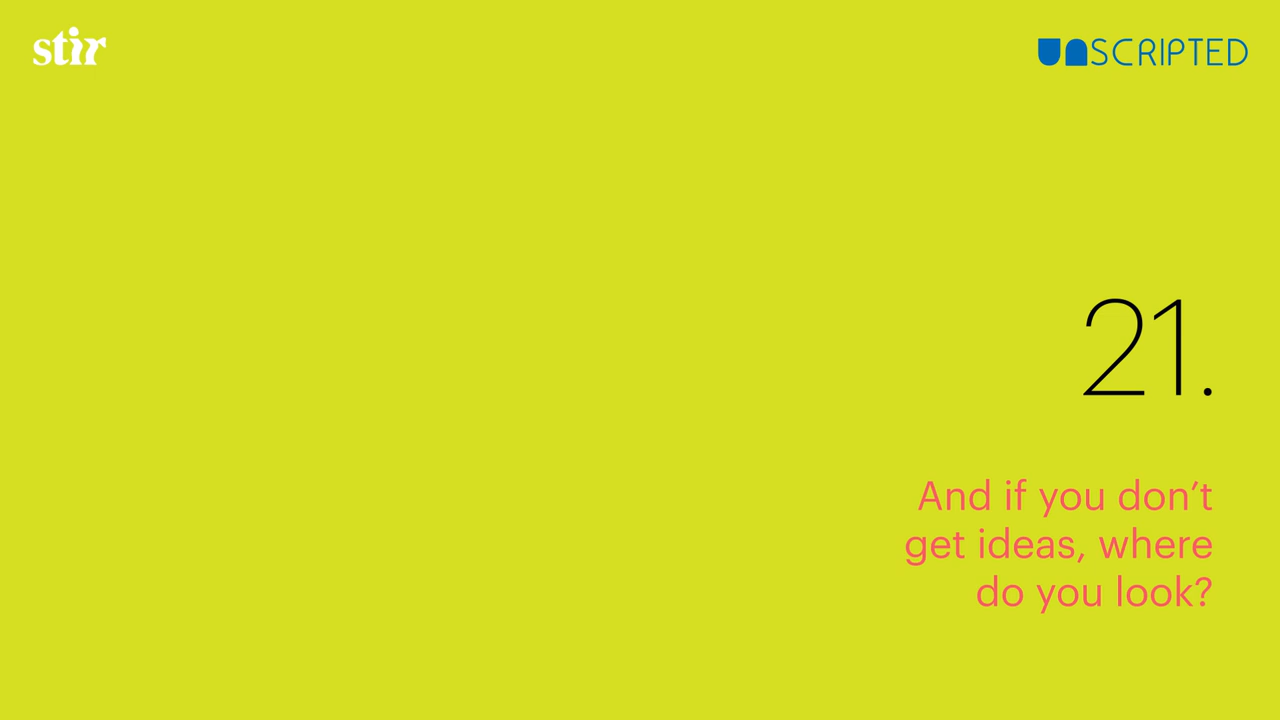 stir
UNSCRIPTED
21.
And if you don’t
get ideas, where
do you look?